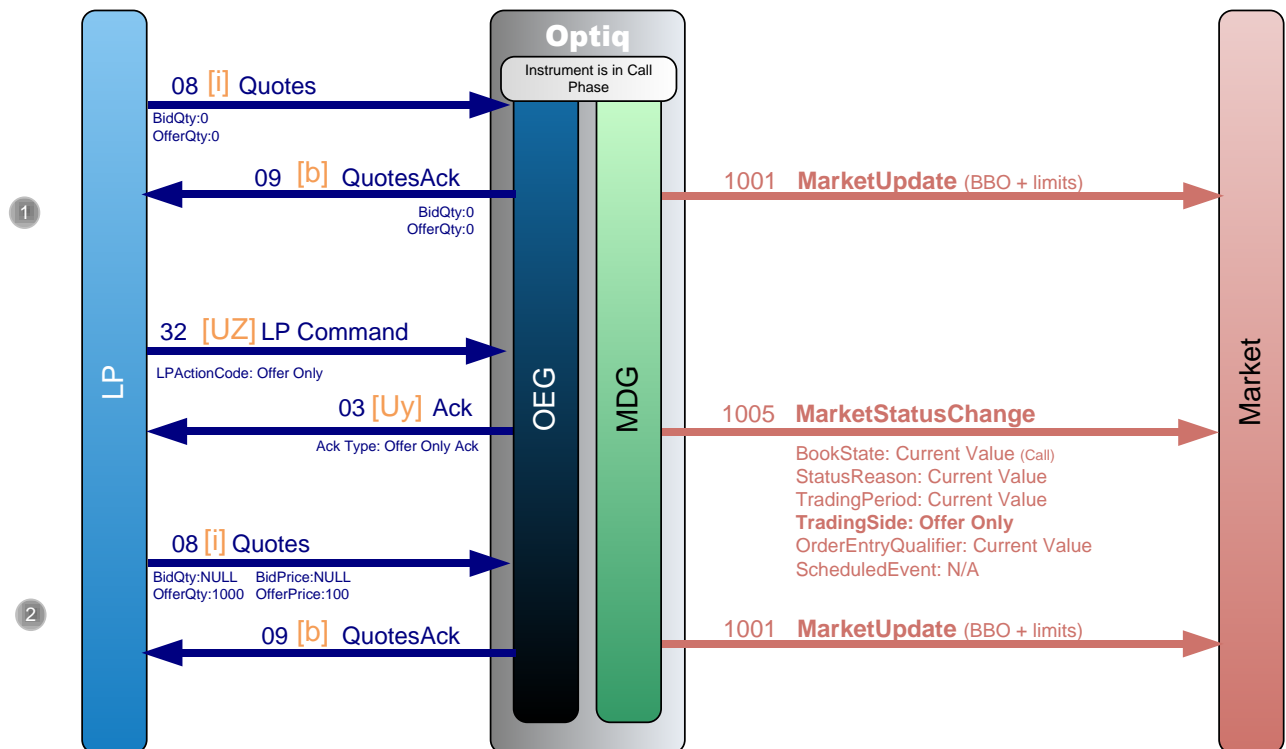 Optiq
Instrument is in Call
Phase
08 [i] Quotes
BidQty:0
OfferQty:0
09 [b] QuotesAck
1001 MarketUpdate (BBO + limits)
BidQty:0
OfferQty:0
1
32 [UZ] LP Command
LPActionCode: Offer Only
LP
OEG
MDG
Market
03 [Uy] Ack
Ack Type: Offer Only Ack
1005 MarketStatusChange
BookState: Current Value (Call)
StatusReason: Current Value
TradingPeriod: Current Value
TradingSide: Offer Only
OrderEntryQualifier: Current Value
ScheduledEvent: N/A
08 [i] Quotes
BidQty:NULL BidPrice:NULL
OfferQty:1000 OfferPrice:100
2
09 [b] QuotesAck
1001 MarketUpdate (BBO + limits)